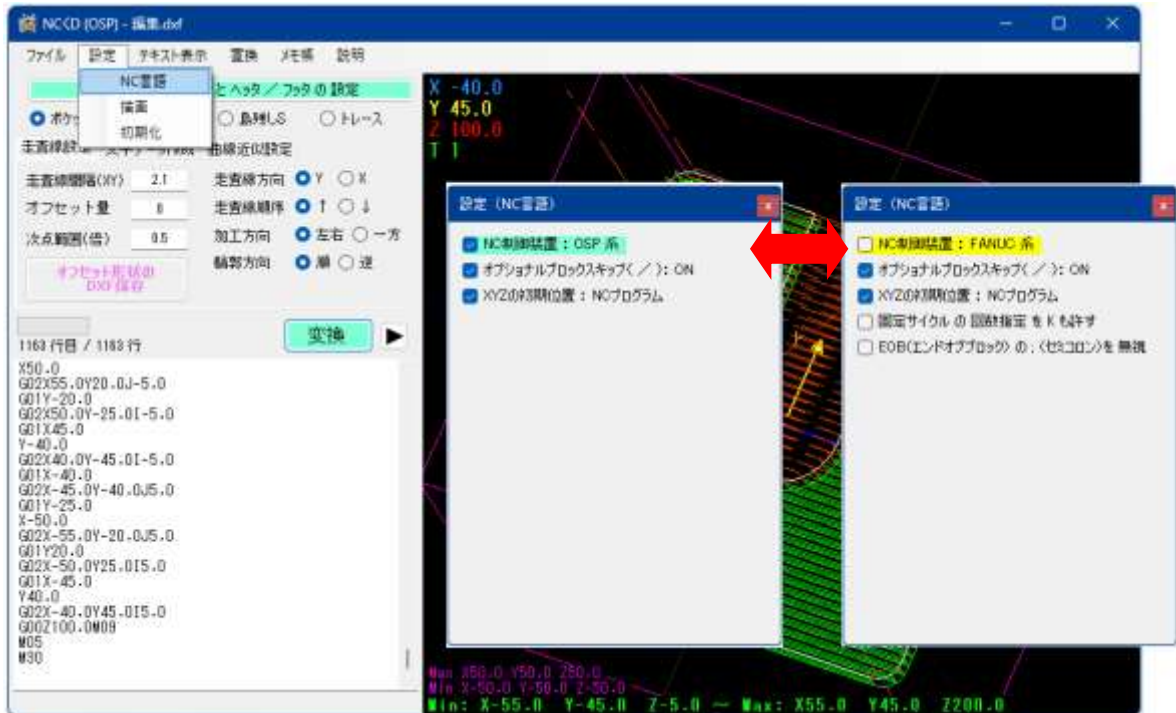 NCCD (OSP) - 編集.dxf
ファイル 設定 テキスト表示 置換 メモ帳 説明
NC言語
描画
初期化
とヘッタ / フッタ の 設定
島残しS トレース
曲線近似設定
走査線間隔(XY) 2.1 走査線方向 Y X
オフセット量 0 走査線順序 ↑ ↓
次点範囲(倍) 0.5 加工方向 左右 一方
輪郭方向 順 逆
オフセット形状の
DXF保存
変換
1163 行目 / 1163 行
X50.0
G02X55.0Y20.0J-5.0
G01Y-20.0
G02X50.0Y-25.0I-5.0
G01X45.0
Y-40.0
G02X40.0Y-45.0I-5.0
G01X-40.0
G02X-45.0Y-40.0J5.0
G01Y-25.0
X-50.0
G02X-55.0Y-20.0J5.0
G01Y20.0
G02X-50.0Y25.0I5.0
G01X-45.0
Y40.0
G02X-40.0Y45.0I5.0
G00Z100.0M09
M05
M30
X -40.0
Y 45.0
Z 100.0
T 1
設定 (NC言語)
NC制御装置 : OSP 系
オプショナルブロックスキップ( / ): ON
XYZの初期位置 : NCプログラム
設定 (NC言語)
NC制御装置 : FANUC 系
オプショナルブロックスキップ( / ): ON
XYZの初期位置 : NCプログラム
固定サイクル の 回数指定 を K も許す
EOB(エンドオブブロック) の ; (セミコロン)を 無視
Max X50.0 Y50.0 Z50.0
Min X-50.0 Y-50.0 Z-50.0
Min: X-55.0 Y-45.0 Z-5.0 ~ Max: X55.0 Y45.0 Z200.0